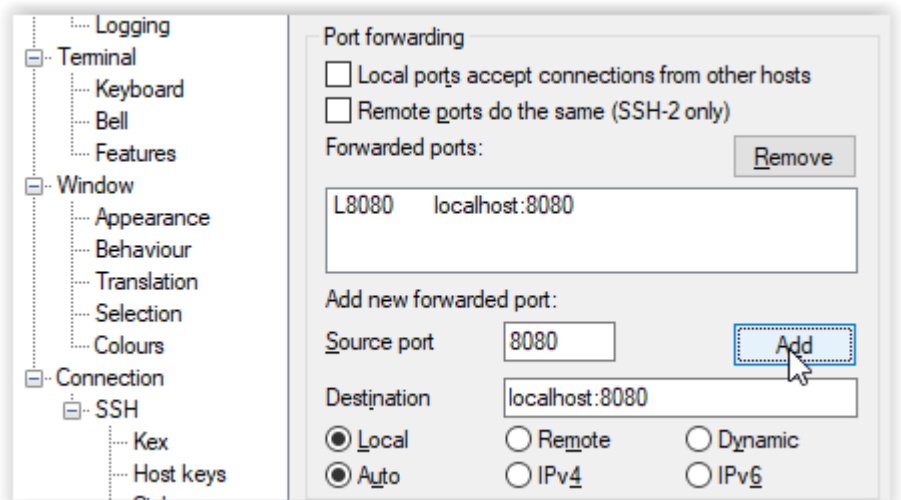 Logging
Terminal
Keyboard
Bell
Features
Window
Appearance
Behaviour
Translation
Selection
Colours
Connection
SSH
Kex
Host keys
Port forwarding
Local ports accept connections from other hosts
Remote ports do the same (SSH-2 only)
Forwarded ports:
Remove
L8080 localhost:8080
Add new forwarded port:
Source port 8080 Add
Destination localhost:8080
Local Remote Dynamic
Auto IPv4 IPv6